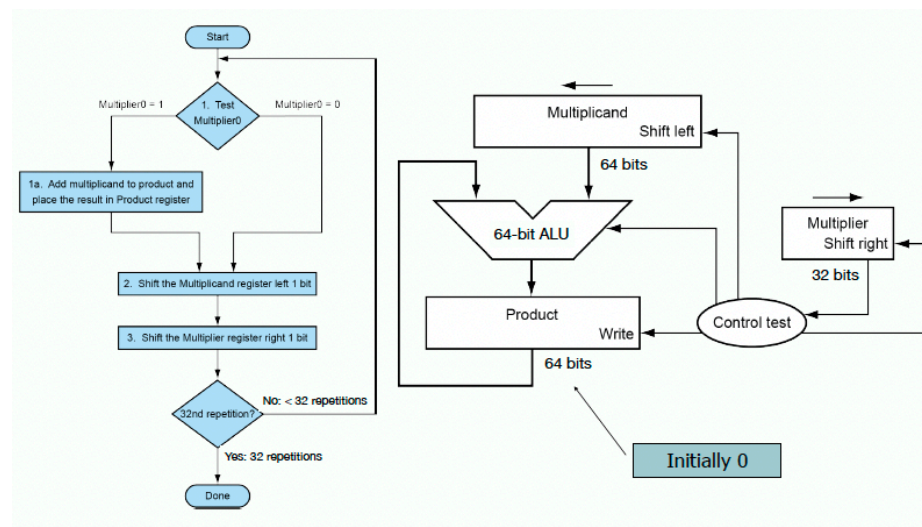 Start
Multiplier0 = 1
1. Test
Multiplier0
Multiplier0 = 0
1a. Add multiplicand to product and
place the result in Product register
2. Shift the Multiplicand register left 1 bit
3. Shift the Multiplier register right 1 bit
32nd repetition?
No: < 32 repetitions
Yes: 32 repetitions
Done
Multiplicand
Shift left
64 bits
64-bit ALU
Multiplier
Shift right
32 bits
Product
Write
Control test
64 bits
Initially 0